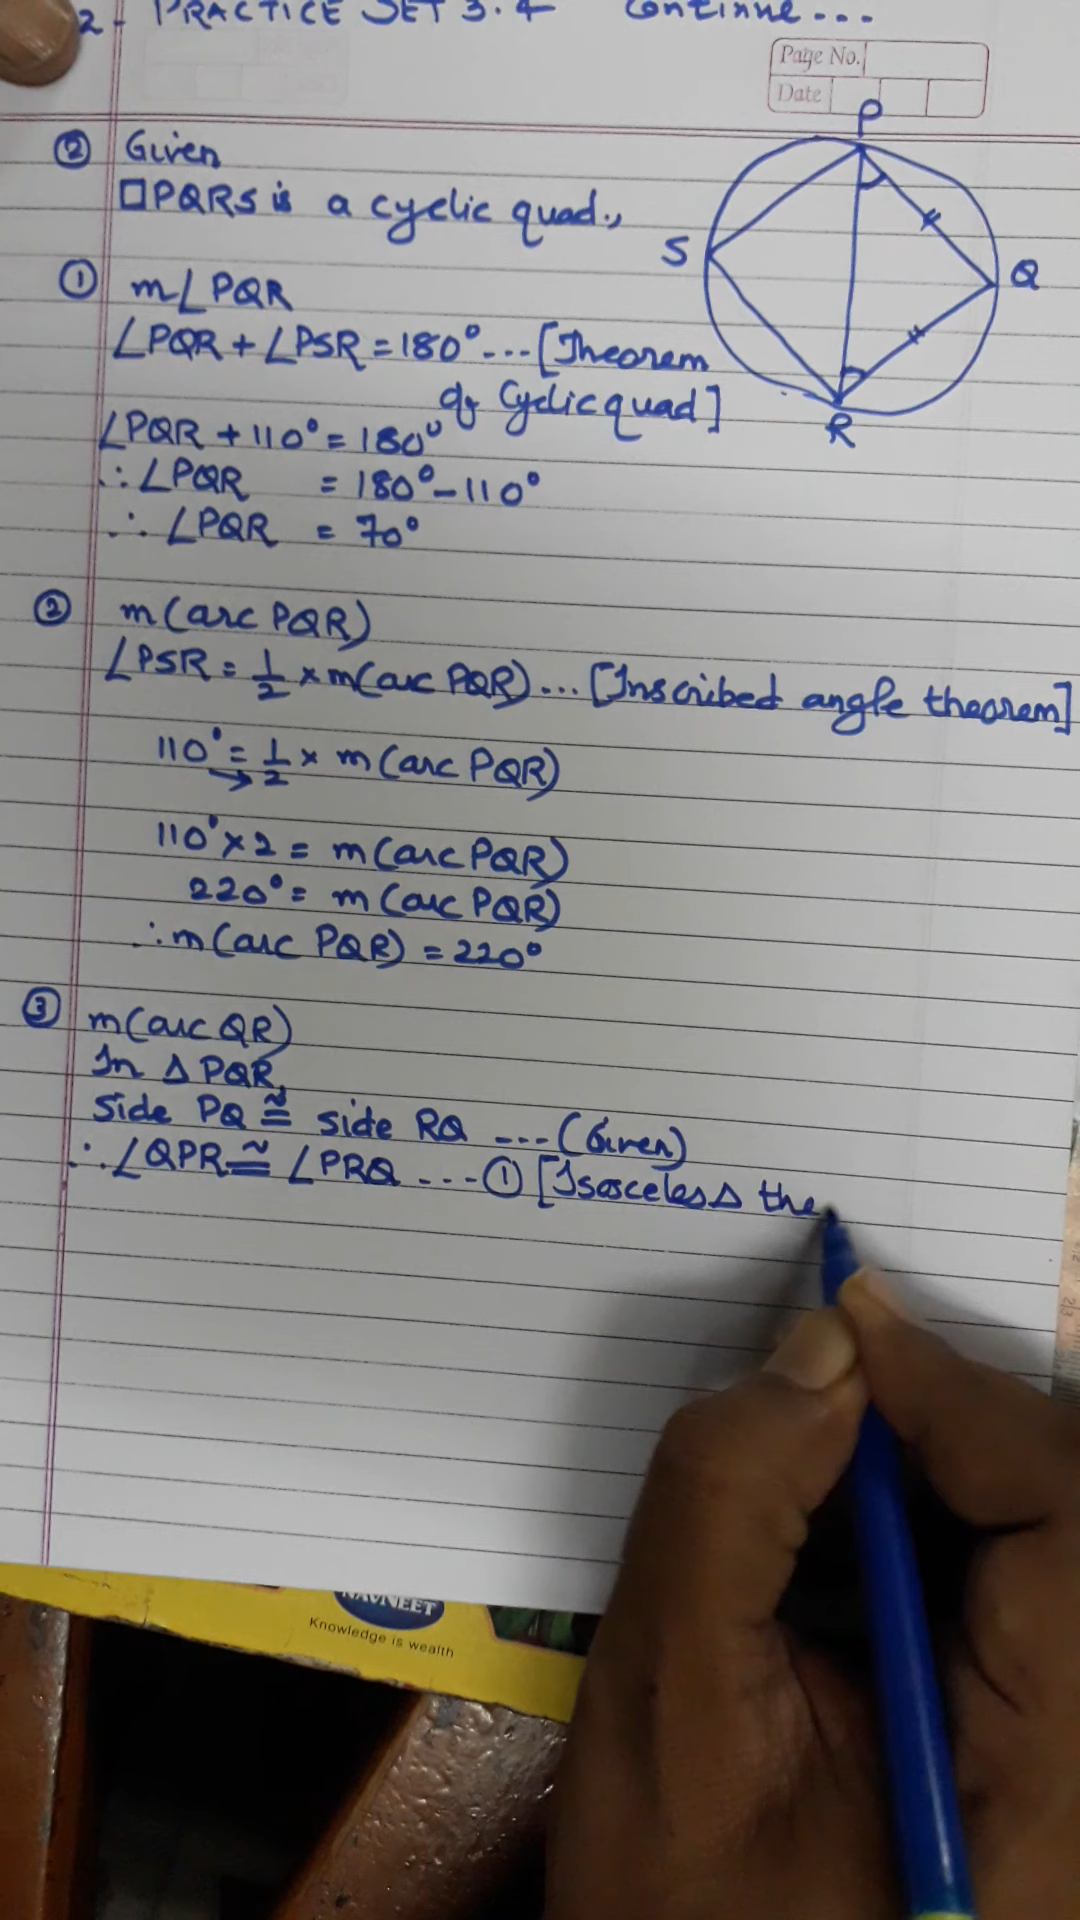 2 - PRACTICE SET 3.4 Continue...
Page No.
Date
② Given
□PQRS is a cyclic quad.,
P
S
Q
R
① m∠PQR
∠PQR + ∠PSR = 180° ... [Theorem
of Cyclic quad]
∠PQR + 110° = 180°
∴ ∠PQR = 180° - 110°
∴ ∠PQR = 70°
② m(arc PQR)
∠PSR = 1/2 × m(arc PQR) ... [Inscribed angle theorem]
110° = 1/2 × m(arc PQR)
110° × 2 = m(arc PQR)
220° = m(arc PQR)
∴ m(arc PQR) = 220°
③ m(arc QR)
In △ PQR,
Side PQ ≅ side RQ ---- (Given)
∴ ∠QPR ≅ ∠PRQ ---- ① [Isosceles △ the
NAVNEET
Knowledge is wealth